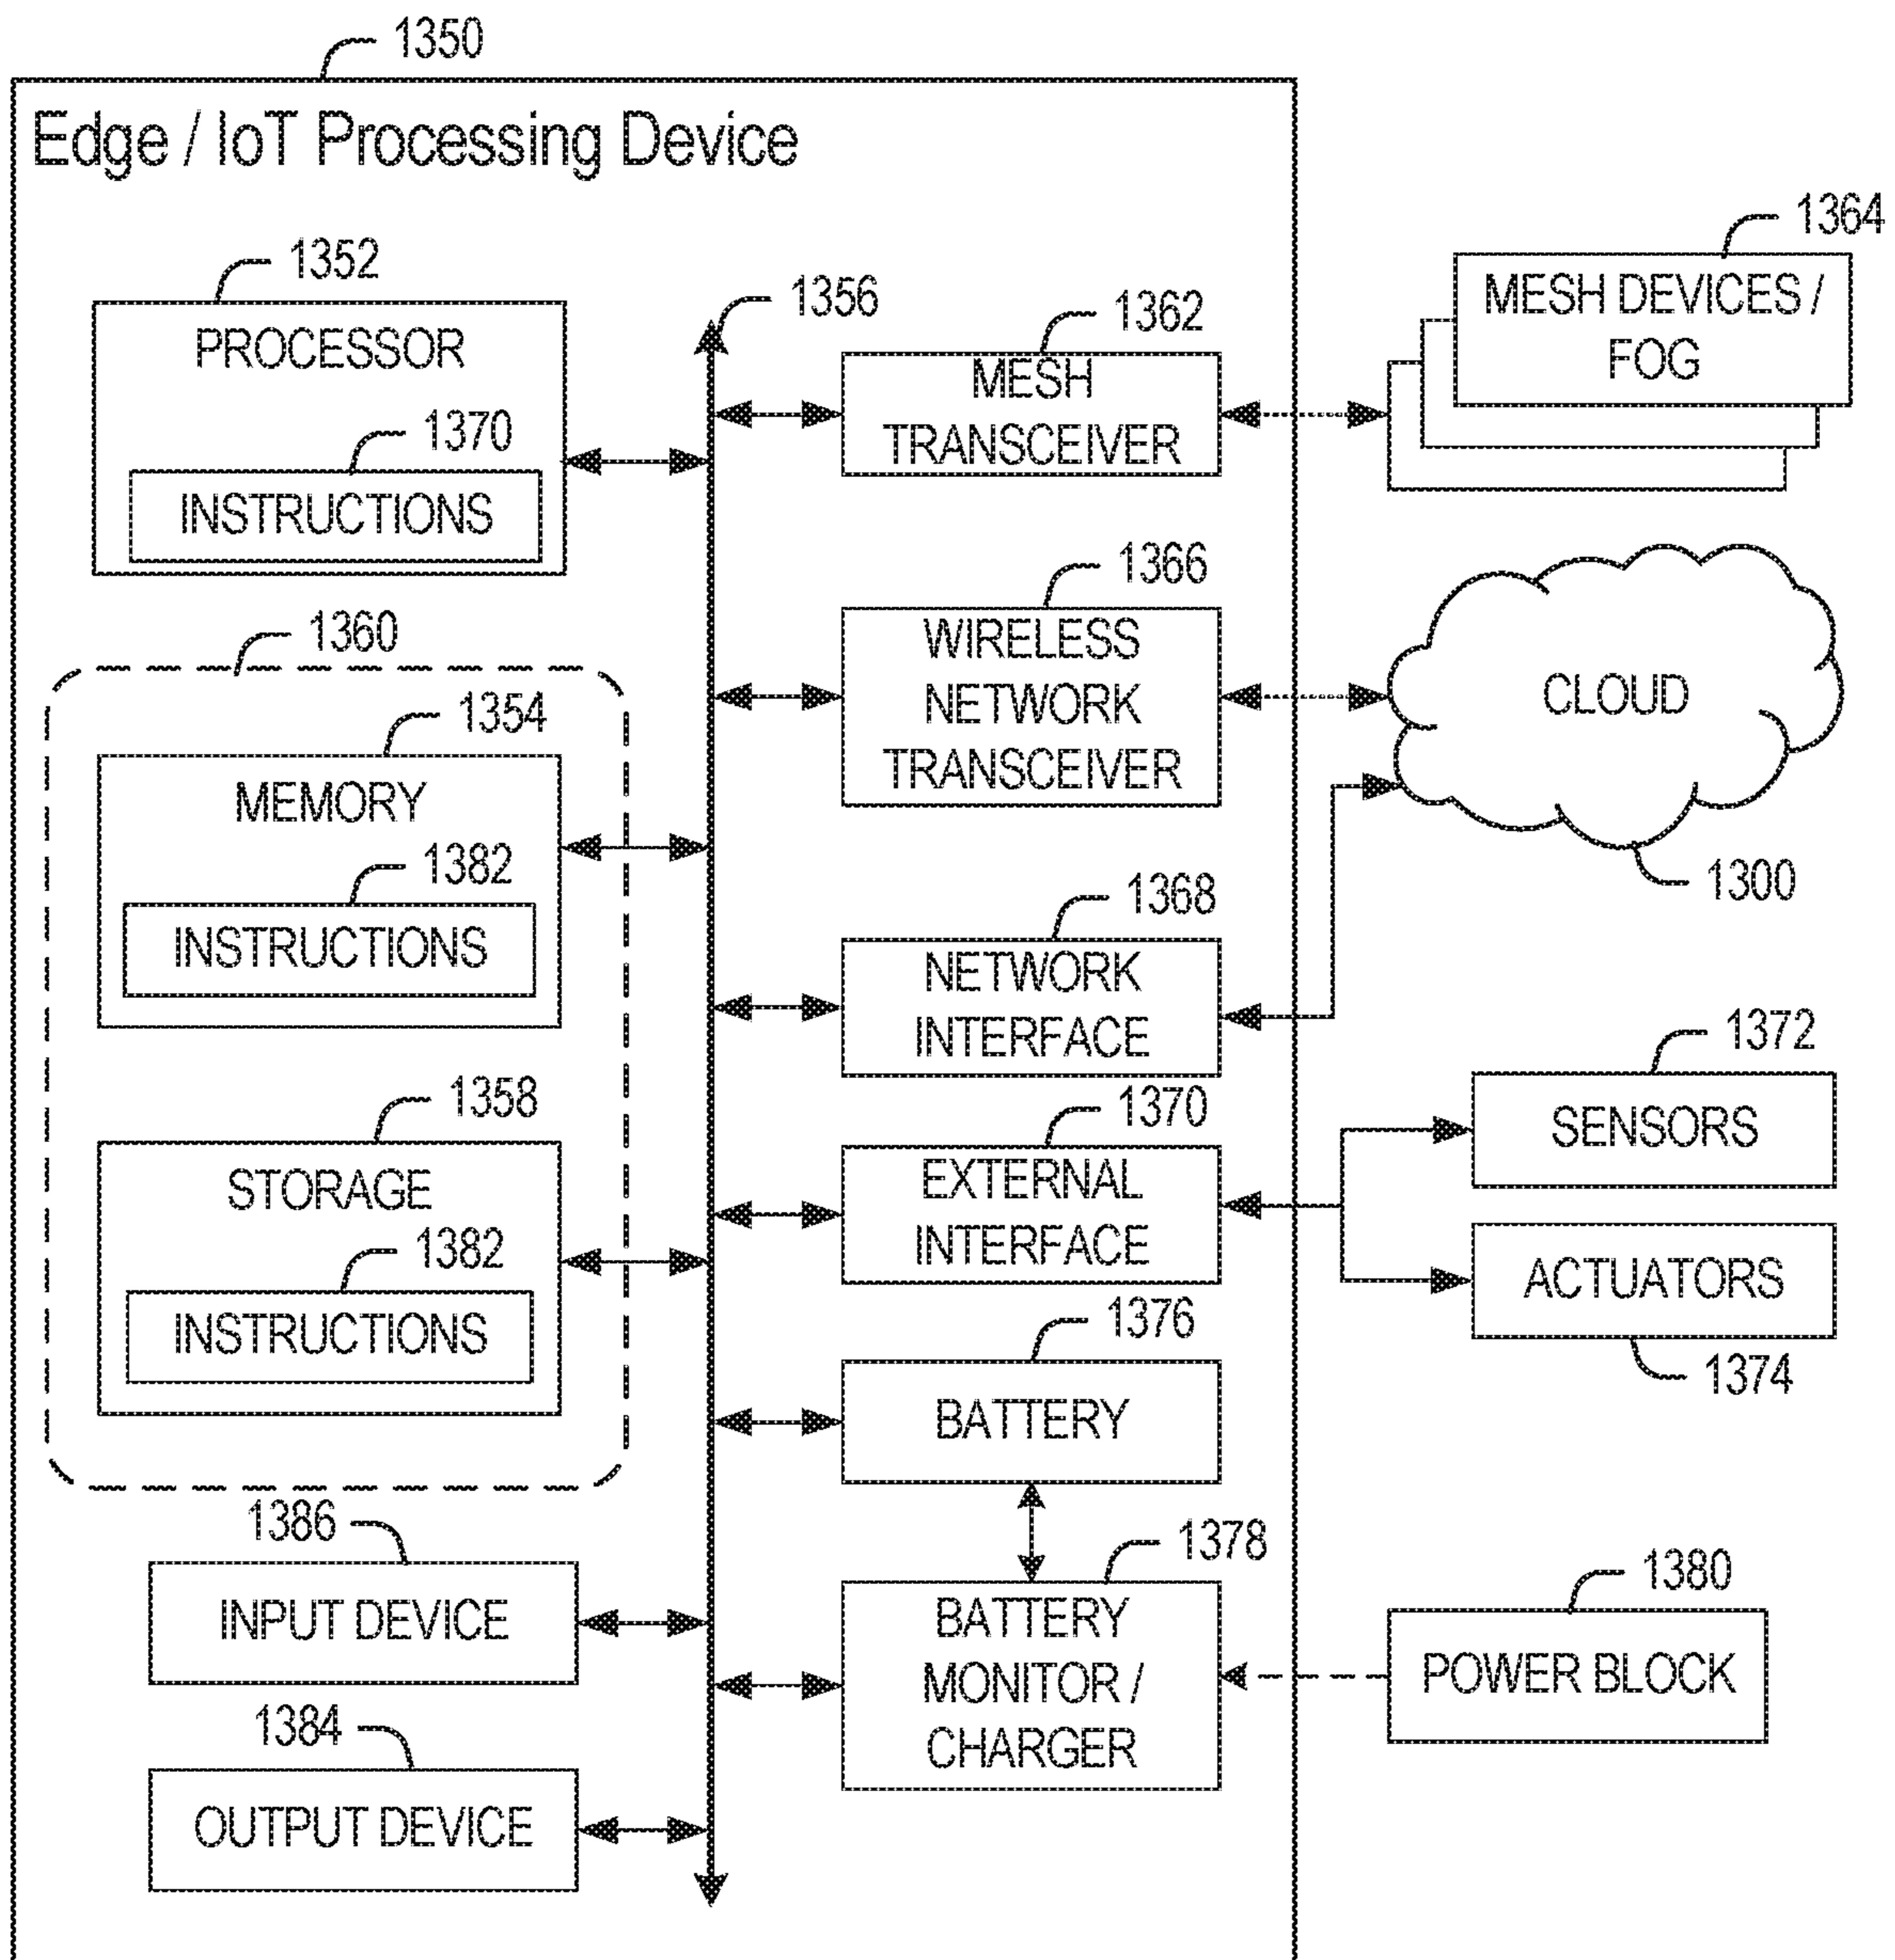 1350
Edge / IoT Processing Device
1352
PROCESSOR
1370
INSTRUCTIONS
1360
1354
MEMORY
1382
INSTRUCTIONS
1358
STORAGE
1382
INSTRUCTIONS
1386
INPUT DEVICE
1384
OUTPUT DEVICE
1356
1362
MESH
TRANSCEIVER
1366
WIRELESS
NETWORK
TRANSCEIVER
1368
NETWORK
INTERFACE
1370
EXTERNAL
INTERFACE
1376
BATTERY
1378
BATTERY
MONITOR /
CHARGER
1364
MESH DEVICES /
FOG
CLOUD
1300
1372
SENSORS
ACTUATORS
1374
1380
POWER BLOCK